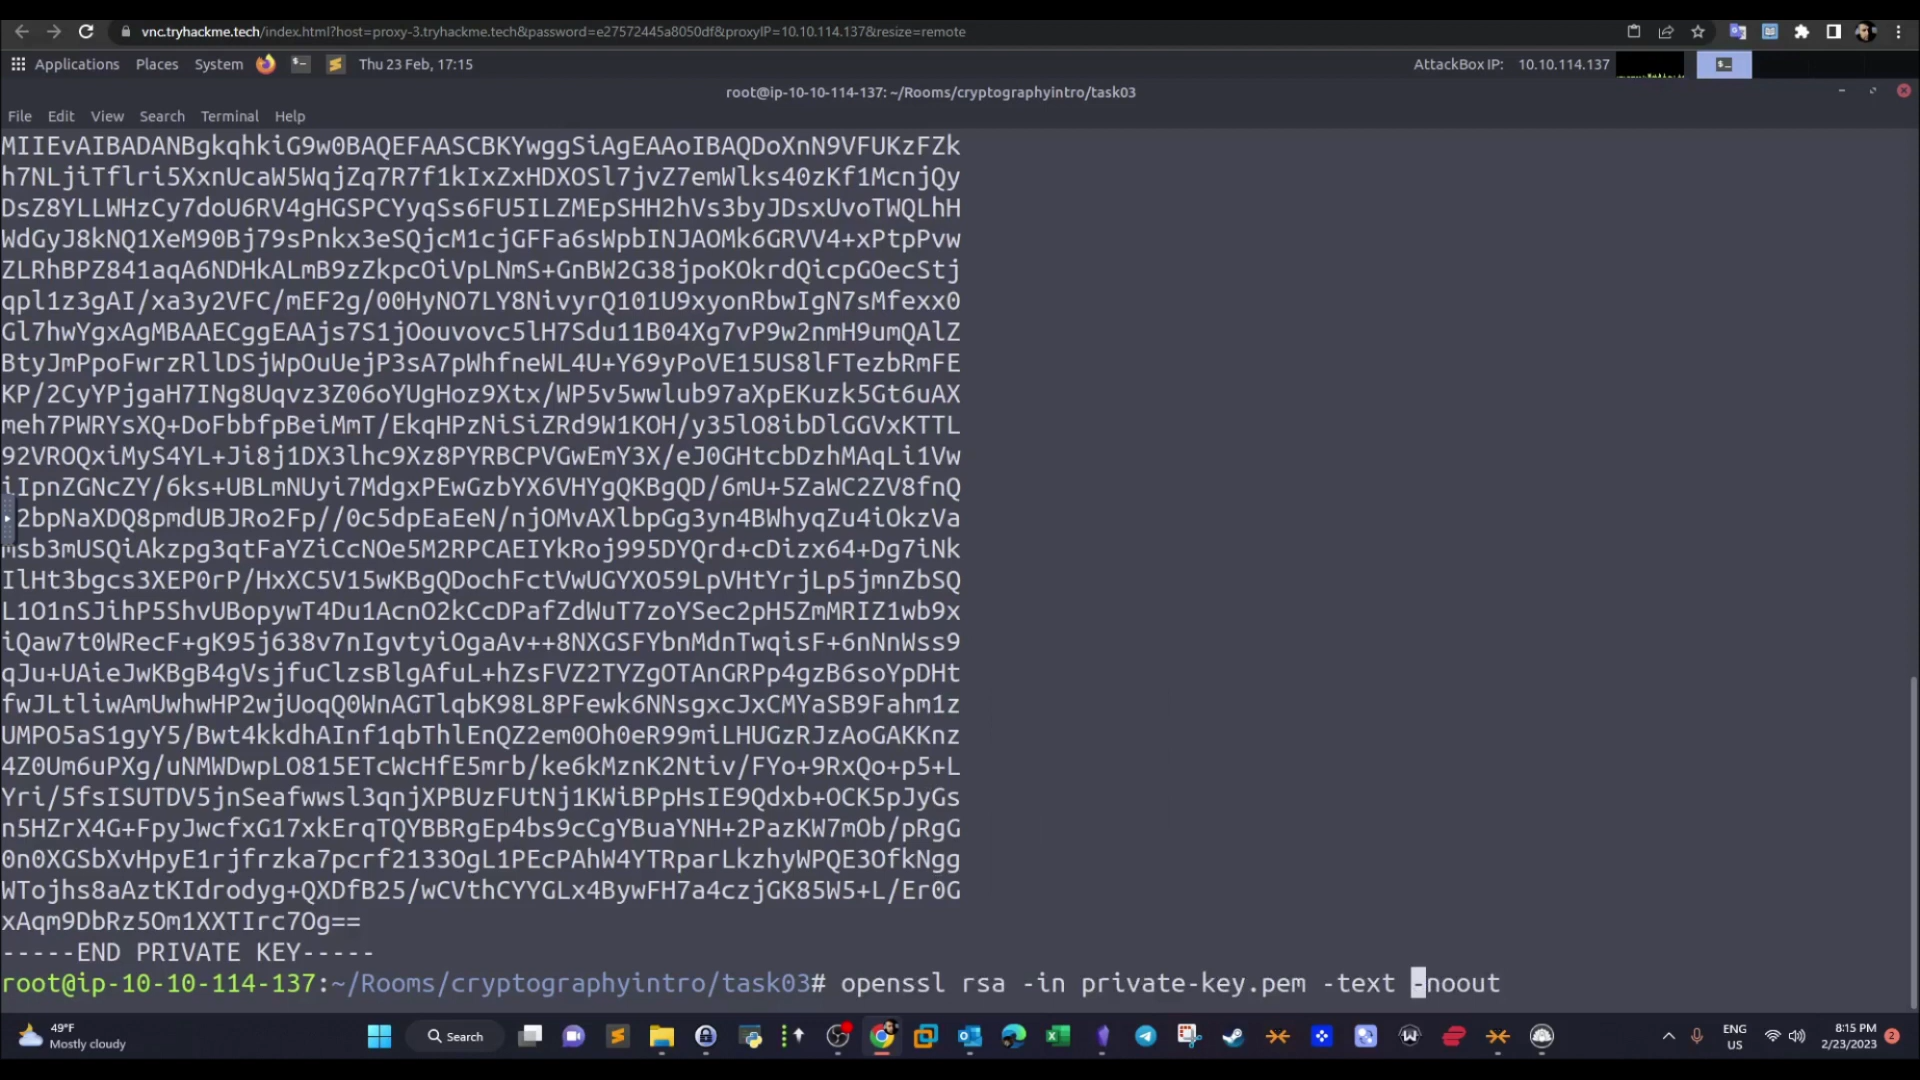 vnc.tryhackme.tech/index.html?host=proxy-3.tryhackme.tech&password=e27572445a8050df&proxyIP=10.10.114.137&resize=remote
Applications Places System Thu 23 Feb, 17:15 AttackBox IP: 10.10.114.137
root@ip-10-10-114-137: ~/Rooms/cryptographyintro/task03
File Edit View Search Terminal Help
MIIEvAIBADANBgkqhkiG9w0BAQEFAASCBKYwggSiAgEAAoIBAQDoXnN9VFUKzFZk
h7NLjiTflri5XxnUcaW5WqjZq7R7f1kIxZxHDXOSl7jvZ7emWlks40zKf1McnjQy
DsZ8YLLWHzCy7doU6RV4gHGSPCYyqSs6FU5ILZMEpSHH2hVs3byJDsxUvoTWQLhH
WdGyJ8kNQ1XeM90Bj79sPnkx3eSQjcM1cjGFFa6sWpbINJAOMk6GRVV4+xPtpPvw
ZLRhBPZ841aqA6NDHkALmB9zZkpcOiVpLNmS+GnBW2G38jpoKOkrdQicpGOecStj
qpl1z3gAI/xa3y2VFC/mEF2g/00HyNO7LY8NivyrQ101U9xyonRbwIgN7sMfexx0
Gl7hwYgxAgMBAAECggEAAjs7S1jOouvovc5lH7Sdu11B04Xg7vP9w2nmH9umQAlZ
BtyJmPpoFwrzRllDSjWpOuUejP3sA7pWhfneWL4U+Y69yPoVE15US8lFTezbRmFE
KP/2CyYPjgaH7INg8Uqvz3Z06oYUgHoz9Xtx/WP5v5wwlub97aXpEKuzk5Gt6uAX
meh7PWRYsXQ+DoFbbfpBeiMmT/EkqHPzNiSiZRd9W1KOH/y35lO8ibDlGGVxKTTL
92VROQxiMyS4YL+Ji8j1DX3lhc9Xz8PYRBCPVGwEmY3X/eJ0GHtcbDzhMAqLi1Vw
iIpnZGNcZY/6ks+UBLmNUyi7MdgxPEwGzbYX6VHYgQKBgQD/6mU+5ZaWC2ZV8fnQ
2bpNaXDQ8pmdUBJRo2Fp//0c5dpEaEeN/njOMvAXlbpGg3yn4BWhyqZu4iOkzVa
msb3mUSQiAkzpg3qtFaYZiCcNOe5M2RPCAEIYkRoj995DYQrd+cDizx64+Dg7iNk
IlHt3bgcs3XEP0rP/HxXC5V15wKBgQDochFctVwUGYXO59LpVHtYrjLp5jmnZbSQ
L1O1nSJihP5ShvUBopywT4Du1AcnO2kCcDPafZdWuT7zoYSec2pH5ZmMRIZ1wb9x
iQaw7t0WRecF+gK95j638v7nIgvtyiOgaAv++8NXGSFYbnMdnTwqisF+6nNnWss9
qJu+UAieJwKBgB4gVsjfuClzsBlgAfuL+hZsFVZ2TYZgOTAnGRPp4gzB6soYpDHt
fwJLtliwAmUwhwHP2wjUoqQ0WnAGTlqbK98L8PFewk6NNsgxcJxCMYaSB9Fahm1z
UMPO5aS1gyY5/Bwt4kkdhAInf1qbThlEnQZ2em0Oh0eR99miLHUGzRJzAoGAKKnz
4Z0Um6uPXg/uNMWDwpLO815ETcWcHfE5mrb/ke6kMznK2Ntiv/FYo+9RxQo+p5+L
Yri/5fsISUTDV5jnSeafwwsl3qnjXPBUzFUtNj1KWiBPpHsIE9Qdxb+OCK5pJyGs
n5HZrX4G+FpyJwcfxG17xkErqTQYBBRgEp4bs9cCgYBuaYNH+2PazKW7mOb/pRgG
0n0XGSbXvHpyE1rjfrzka7pcrf2133OgL1PEcPAhW4YTRparLkzhyWPQE3OfkNgg
WTojhs8aAztKIdrodyg+QXDfB25/wCVthCYYGLx4BywFH7a4czjGK85W5+L/Er0G
xAqm9DbRz5Om1XXTIrc7Og==
-----END PRIVATE KEY-----
root@ip-10-10-114-137:~/Rooms/cryptographyintro/task03# openssl rsa -in private-key.pem -text -noout
49°F
Mostly cloudy
Search
ENG
US
8:15 PM
2/23/2023
2